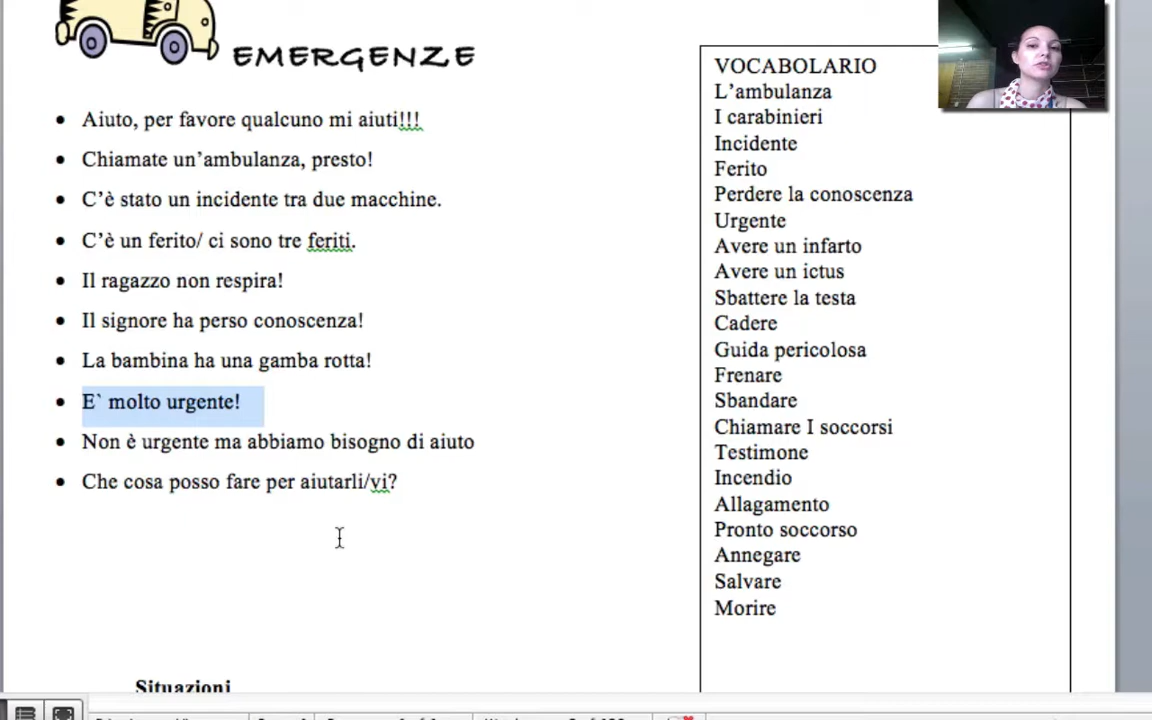 EMERGENZE
Aiuto, per favore qualcuno mi aiuti!!!
Chiamate un’ambulanza, presto!
C’è stato un incidente tra due macchine.
C’è un ferito/ ci sono tre feriti.
Il ragazzo non respira!
Il signore ha perso conoscenza!
La bambina ha una gamba rotta!
E` molto urgente!
Non è urgente ma abbiamo bisogno di aiuto
Che cosa posso fare per aiutarli/vi?
VOCABOLARIO
L’ambulanza
I carabinieri
Incidente
Ferito
Perdere la conoscenza
Urgente
Avere un infarto
Avere un ictus
Sbattere la testa
Cadere
Guida pericolosa
Frenare
Sbandare
Chiamare I soccorsi
Testimone
Incendio
Allagamento
Pronto soccorso
Annegare
Salvare
Morire
Situazioni